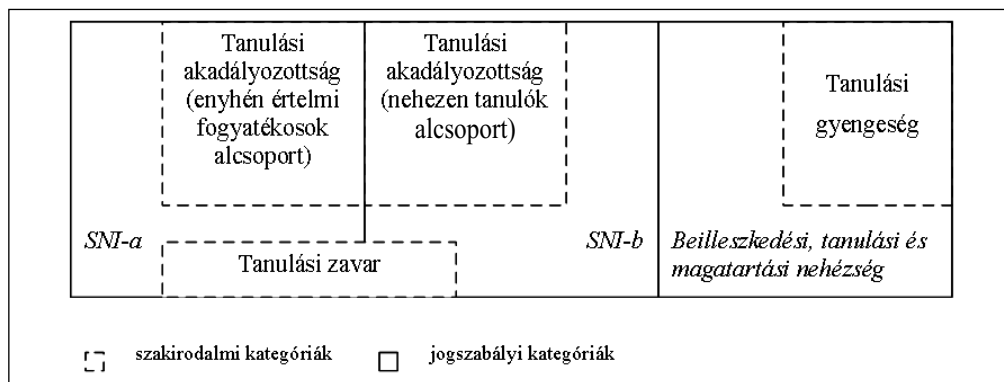 Tanulási
akadályozottság
(enyhén értelmi
fogyatékosok
alcsoport)
Tanulási
akadályozottság
(nehezen tanulók
alcsoport)
Tanulási
gyengeség
SNI-a
SNI-b
Beilleszkedési, tanulási és
magatartási nehézség
Tanulási zavar
szakirodalmi kategóriák
jogszabályi kategóriák